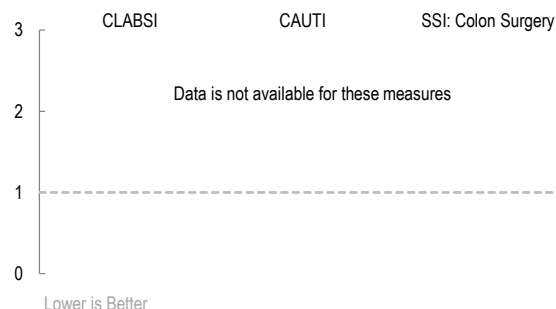 3
CLABSI CAUTI SSI: Colon Surgery
Data is not available for these measures
2
1
0
Lower is Better